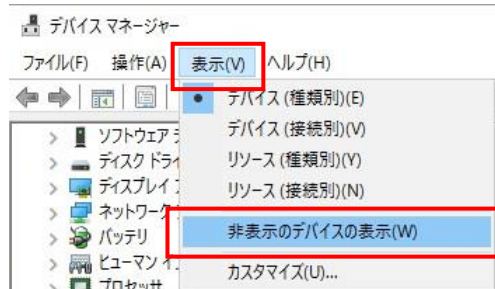 デバイス マネージャー
ファイル(F) 操作(A) 表示(V) ヘルプ(H)
デバイス (種類別)(E)
デバイス (接続別)(V)
リソース (種類別)(Y)
リソース (接続別)(N)
非表示のデバイスの表示(W)
カスタマイズ(U)...
ソフトウェア
ディスク ドラ
ディスプレイ
ネットワーク
バッテリ
ヒューマン イ
プロセッサ